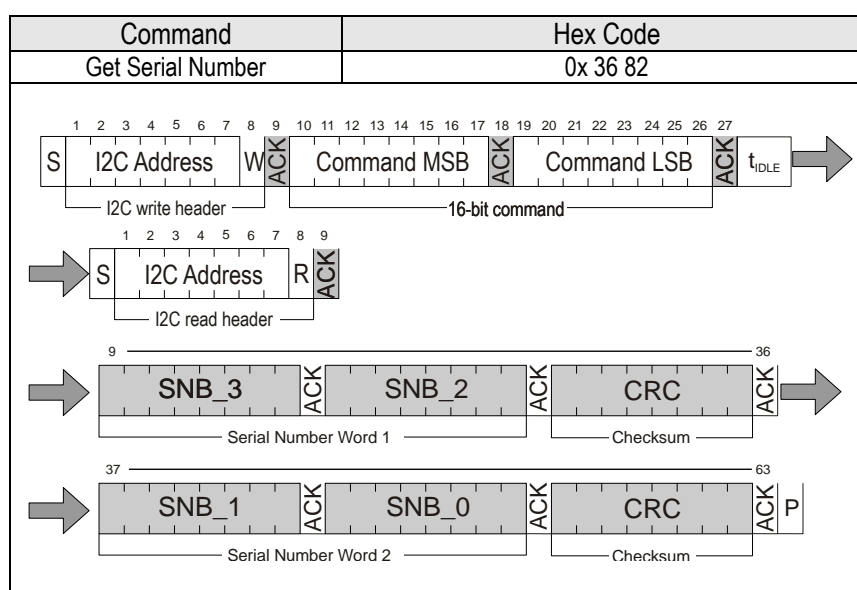 Command Hex Code
Get Serial Number 0x 36 82
1 2 3 4 5 6 7 8 9 10 11 12 13 14 15 16 17 18 19 20 21 22 23 24 25 26 27
S I2C Address W ACK Command MSB ACK Command LSB ACK tIDLE
I2C write header 16-bit command
1 2 3 4 5 6 7 8 9
S I2C Address R ACK
I2C read header
9 36
SNB_3 ACK SNB_2 ACK CRC ACK
Serial Number Word 1 Checksum
37 63
SNB_1 ACK SNB_0 ACK CRC ACK P
Serial Number Word 2 Checksum